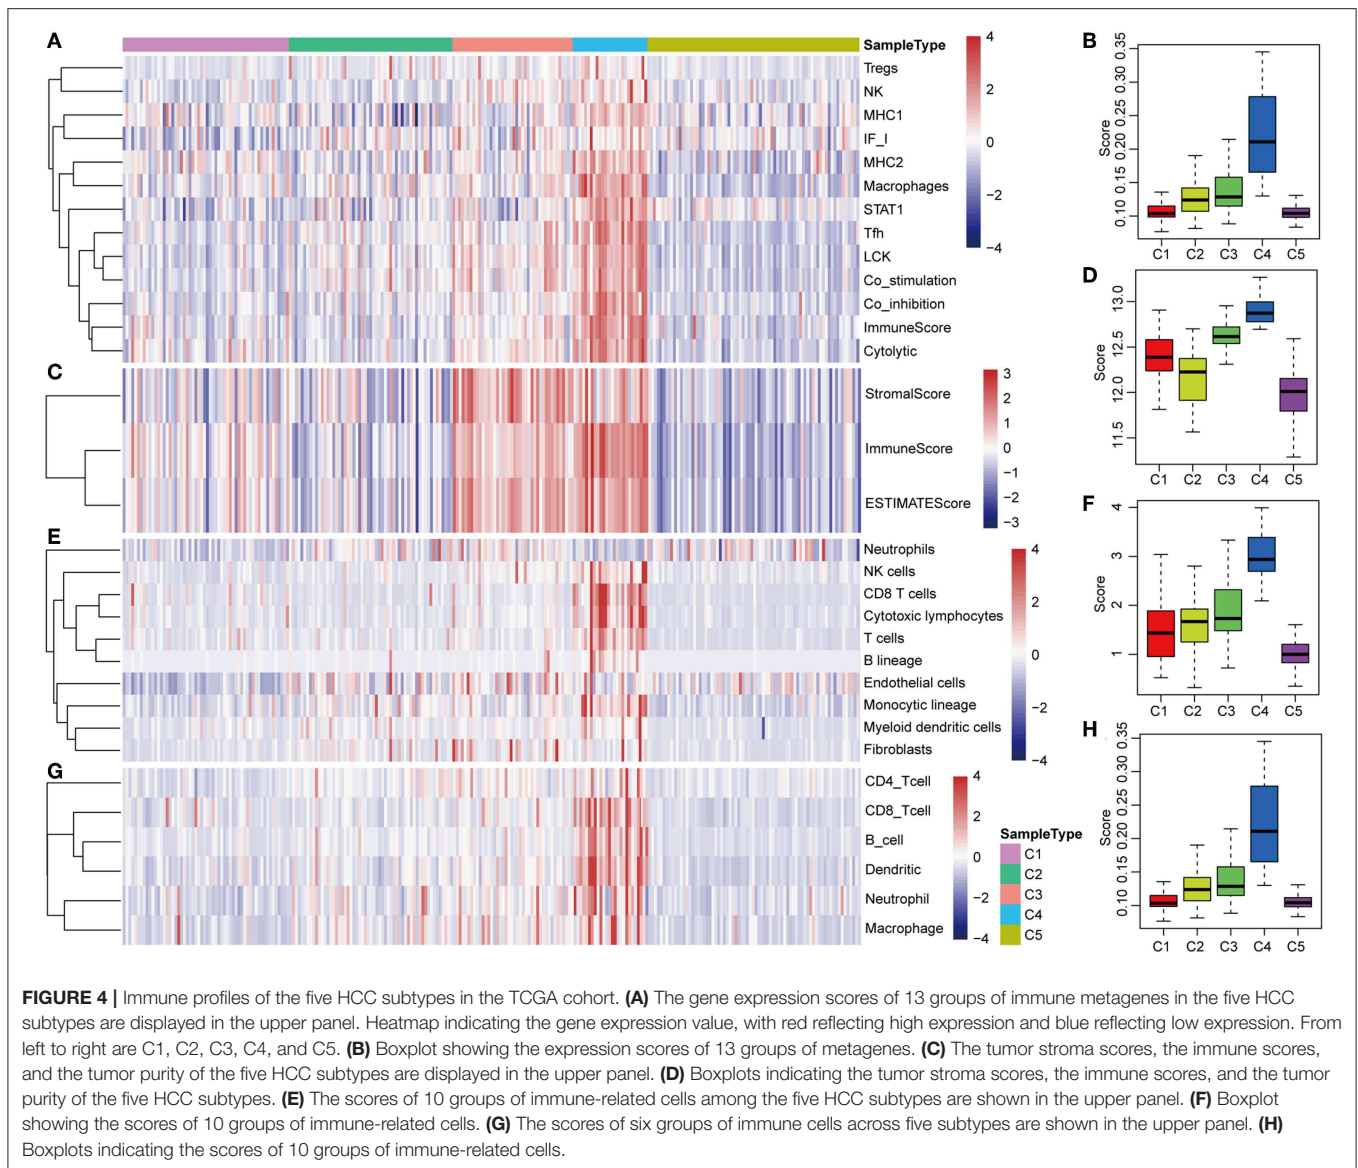 A
SampleType
Tregs
NK
MHC1
IF_I
MHC2
Macrophages
STAT1
Tfh
LCK
Co_stimulation
Co_inhibition
ImmuneScore
Cytolytic
4
2
0
−2
−4
B
Score
0.35
0.30
0.25
0.20
0.15
0.10
C1 C2 C3 C4 C5
C
StromalScore
ImmuneScore
ESTIMATEScore
3
2
1
0
−1
−2
−3
D
Score
13.0
12.5
12.0
11.5
C1 C2 C3 C4 C5
E
Neutrophils
NK cells
CD8 T cells
Cytotoxic lymphocytes
T cells
B lineage
Endothelial cells
Monocytic lineage
Myeloid dendritic cells
Fibroblasts
4
2
0
−2
−4
F
Score
4
3
2
1
C1 C2 C3 C4 C5
G
CD4_Tcell
CD8_Tcell
B_cell
Dendritic
Neutrophil
Macrophage
4
2
0
−2
−4
SampleType
C1
C2
C3
C4
C5
H
Score
0.35
0.30
0.25
0.20
0.15
0.10
C1 C2 C3 C4 C5
FIGURE 4 | Immune profiles of the five HCC subtypes in the TCGA cohort. (A) The gene expression scores of 13 groups of immune metagenes in the five HCC
subtypes are displayed in the upper panel. Heatmap indicating the gene expression value, with red reflecting high expression and blue reflecting low expression. From
left to right are C1, C2, C3, C4, and C5. (B) Boxplot showing the expression scores of 13 groups of metagenes. (C) The tumor stroma scores, the immune scores,
and the tumor purity of the five HCC subtypes are displayed in the upper panel. (D) Boxplots indicating the tumor stroma scores, the immune scores, and the tumor
purity of the five HCC subtypes. (E) The scores of 10 groups of immune-related cells among the five HCC subtypes are shown in the upper panel. (F) Boxplot
showing the scores of 10 groups of immune-related cells. (G) The scores of six groups of immune cells across five subtypes are shown in the upper panel. (H)
Boxplots indicating the scores of 10 groups of immune-related cells.